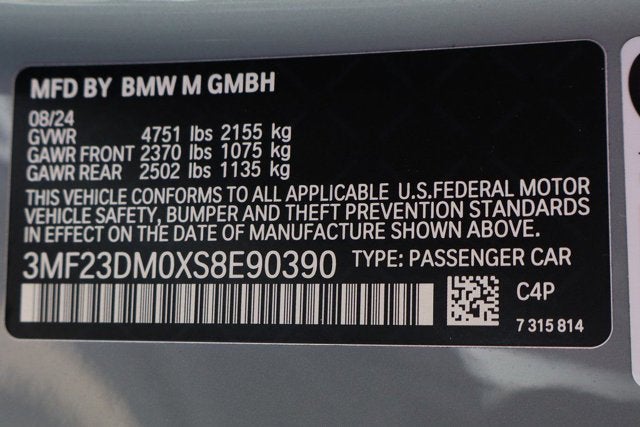 MFD BY BMW M GMBH
08/24
GVWR 4751 lbs 2155 kg
GAWR FRONT 2370 lbs 1075 kg
GAWR REAR 2502 lbs 1135 kg
THIS VEHICLE CONFORMS TO ALL APPLICABLE U.S.FEDERAL MOTOR
VEHICLE SAFETY, BUMPER AND THEFT PREVENTION STANDARDS
IN EFFECT ON THE DATE OF MANUFACTURE SHOWN ABOVE.
3MF23DM0XS8E90390 TYPE: PASSENGER CAR
C4P
7 315 814